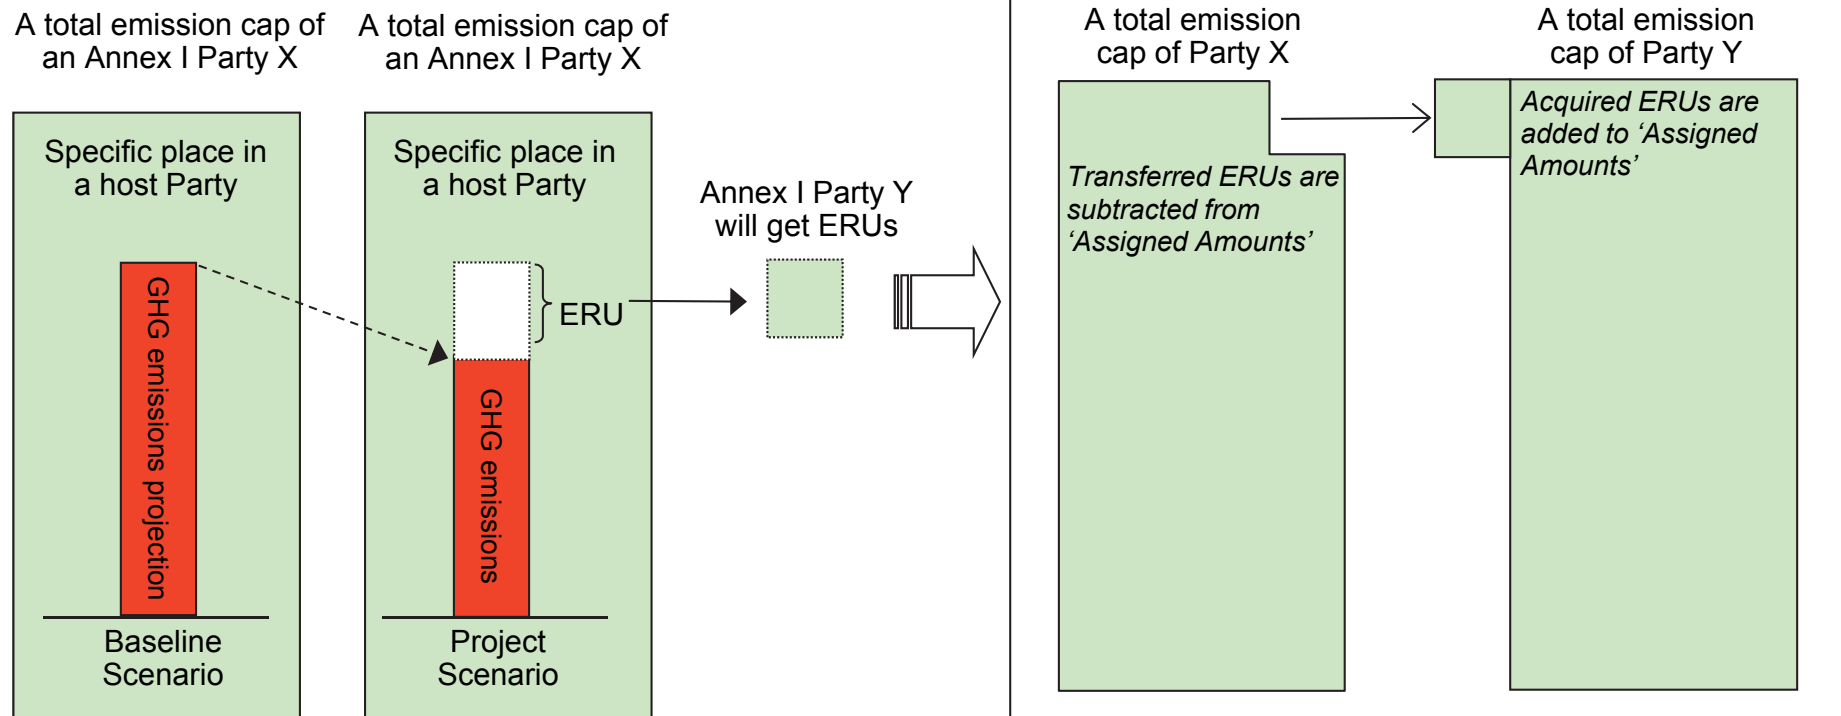 A total emission cap of
an Annex I Party X
A total emission cap of
an Annex I Party X
Specific place in
a host Party
GHG emissions projection
Baseline
Scenario
Specific place in
a host Party
ERU
GHG emissions
Project
Scenario
Annex I Party Y
will get ERUs
A total emission
cap of Party X
Transferred ERUs are
subtracted from
‘Assigned Amounts’
A total emission
cap of Party Y
Acquired ERUs are
added to ‘Assigned
Amounts’